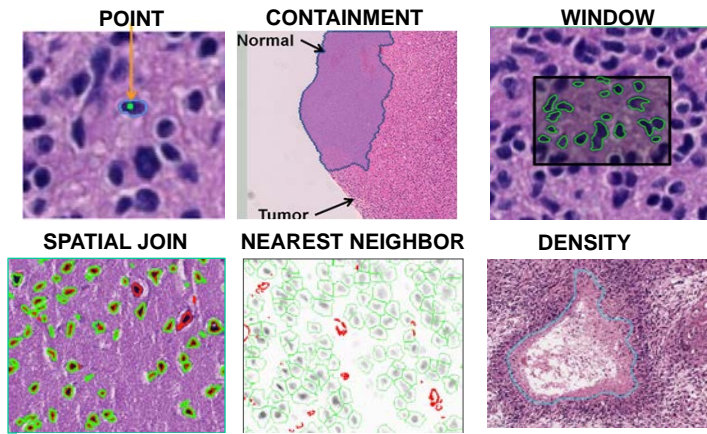 POINT
CONTAINMENT
WINDOW
Normal
Tumor
SPATIAL JOIN
NEAREST NEIGHBOR
DENSITY